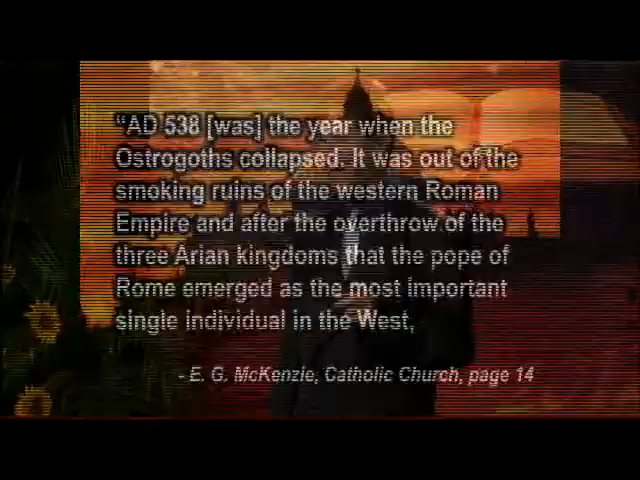 “AD 538 [was] the year when the
Ostrogoths collapsed. It was out of the
smoking ruins of the western Roman
Empire and after the overthrow of the
three Arian kingdoms that the pope of
Rome emerged as the most important
single individual in the West,
- E. G. McKenzie, Catholic Church, page 14